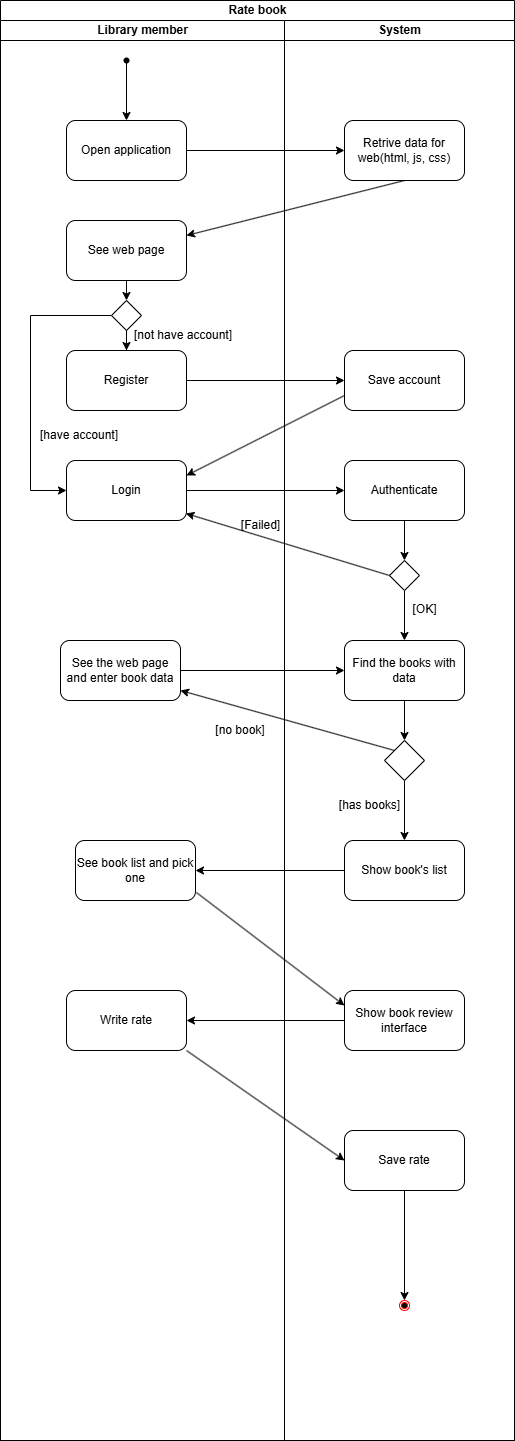 Rate book
Library member
System
Open application
Retrive data for
web(html, js, css)
See web page
[not have account]
Register
Save account
[have account]
Login
Authenticate
[Failed]
[OK]
See the web page
and enter book data
Find the books with
data
[no book]
[has books]
See book list and pick
one
Show book's list
Write rate
Show book review
interface
Save rate